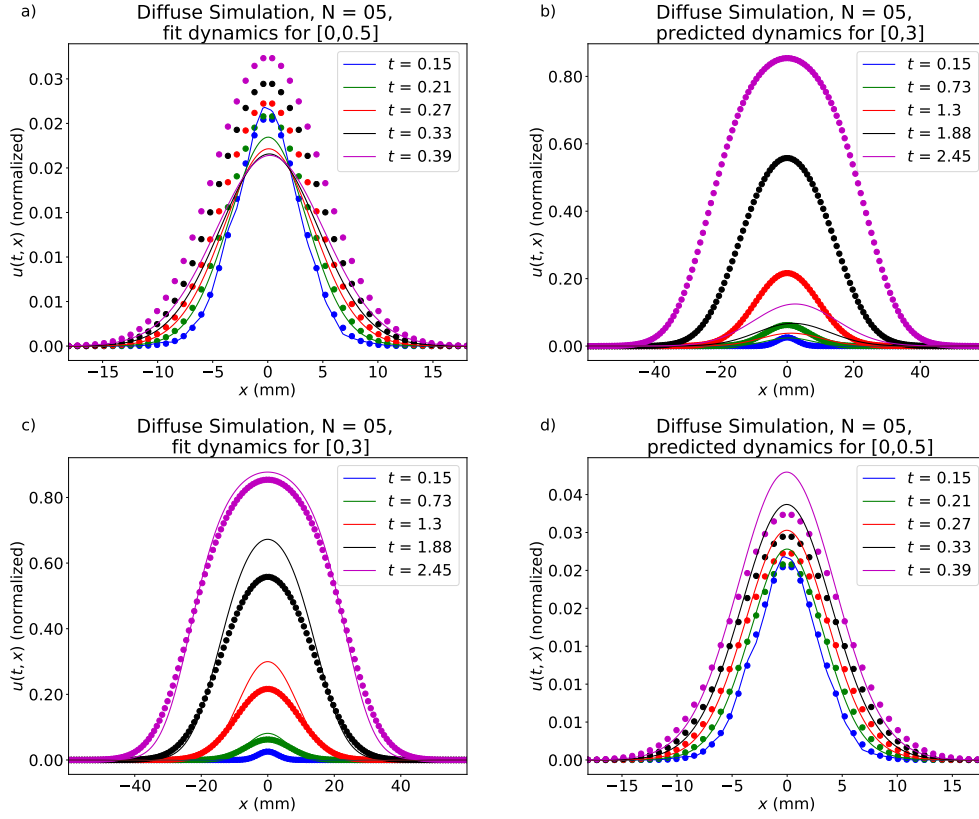 a)
Diffuse Simulation, N = 05,
fit dynamics for [0,0.5]
u(t, x) (normalized)
0.03
0.02
0.02
0.01
0.01
0.00
t = 0.15
t = 0.21
t = 0.27
t = 0.33
t = 0.39
−15
−10
−5
0
5
10
15
x (mm)
b)
Diffuse Simulation, N = 05,
predicted dynamics for [0,3]
u(t, x) (normalized)
0.80
0.60
0.40
0.20
0.00
t = 0.15
t = 0.73
t = 1.3
t = 1.88
t = 2.45
−40
−20
0
20
40
x (mm)
c)
Diffuse Simulation, N = 05,
fit dynamics for [0,3]
u(t, x) (normalized)
0.80
0.60
0.40
0.20
0.00
t = 0.15
t = 0.73
t = 1.3
t = 1.88
t = 2.45
−40
−20
0
20
40
x (mm)
d)
Diffuse Simulation, N = 05,
predicted dynamics for [0,0.5]
u(t, x) (normalized)
0.04
0.03
0.03
0.02
0.02
0.01
0.01
0.00
t = 0.15
t = 0.21
t = 0.27
t = 0.33
t = 0.39
−15
−10
−5
0
5
10
15
x (mm)